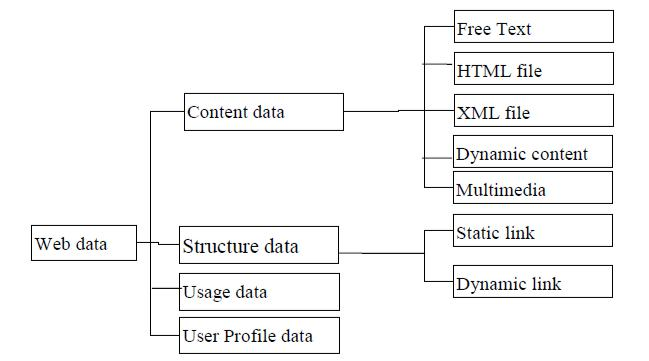 Free Text
HTML file
Content data
XML file
Dynamic content
Multimedia
Web data
Structure data
Static link
Usage data
Dynamic link
User Profile data